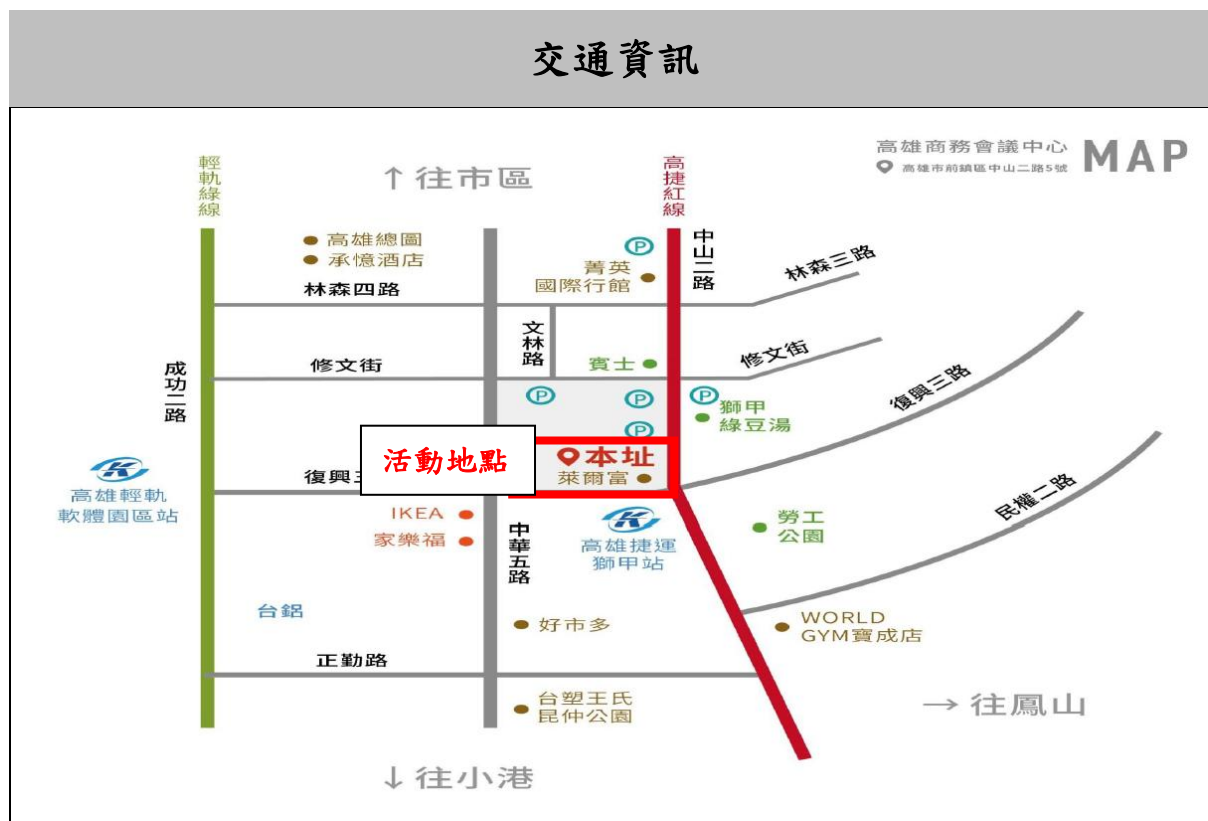 交通資訊
高雄商務會議中心
高雄市前鎮區中山二路5號
MAP
輕軌綠線
↑往市區
高捷紅線
中山二路
高雄總圖
承憶酒店
P
菁英
國際行館
林森三路
林森四路
文林路
修文街
賓士
修文街
成功二路
復興三路
P
P
P
P
獅甲
綠豆湯
活動地點
本址
萊爾富
復興
K
高雄輕軌
軟體園區站
IKEA
家樂福
中華五路
K
高雄捷運
獅甲站
勞工
公園
民權二路
台鋁
好市多
WORLD
GYM寶成店
正勤路
台塑王氏
昆仲公園
→往鳳山
↓往小港